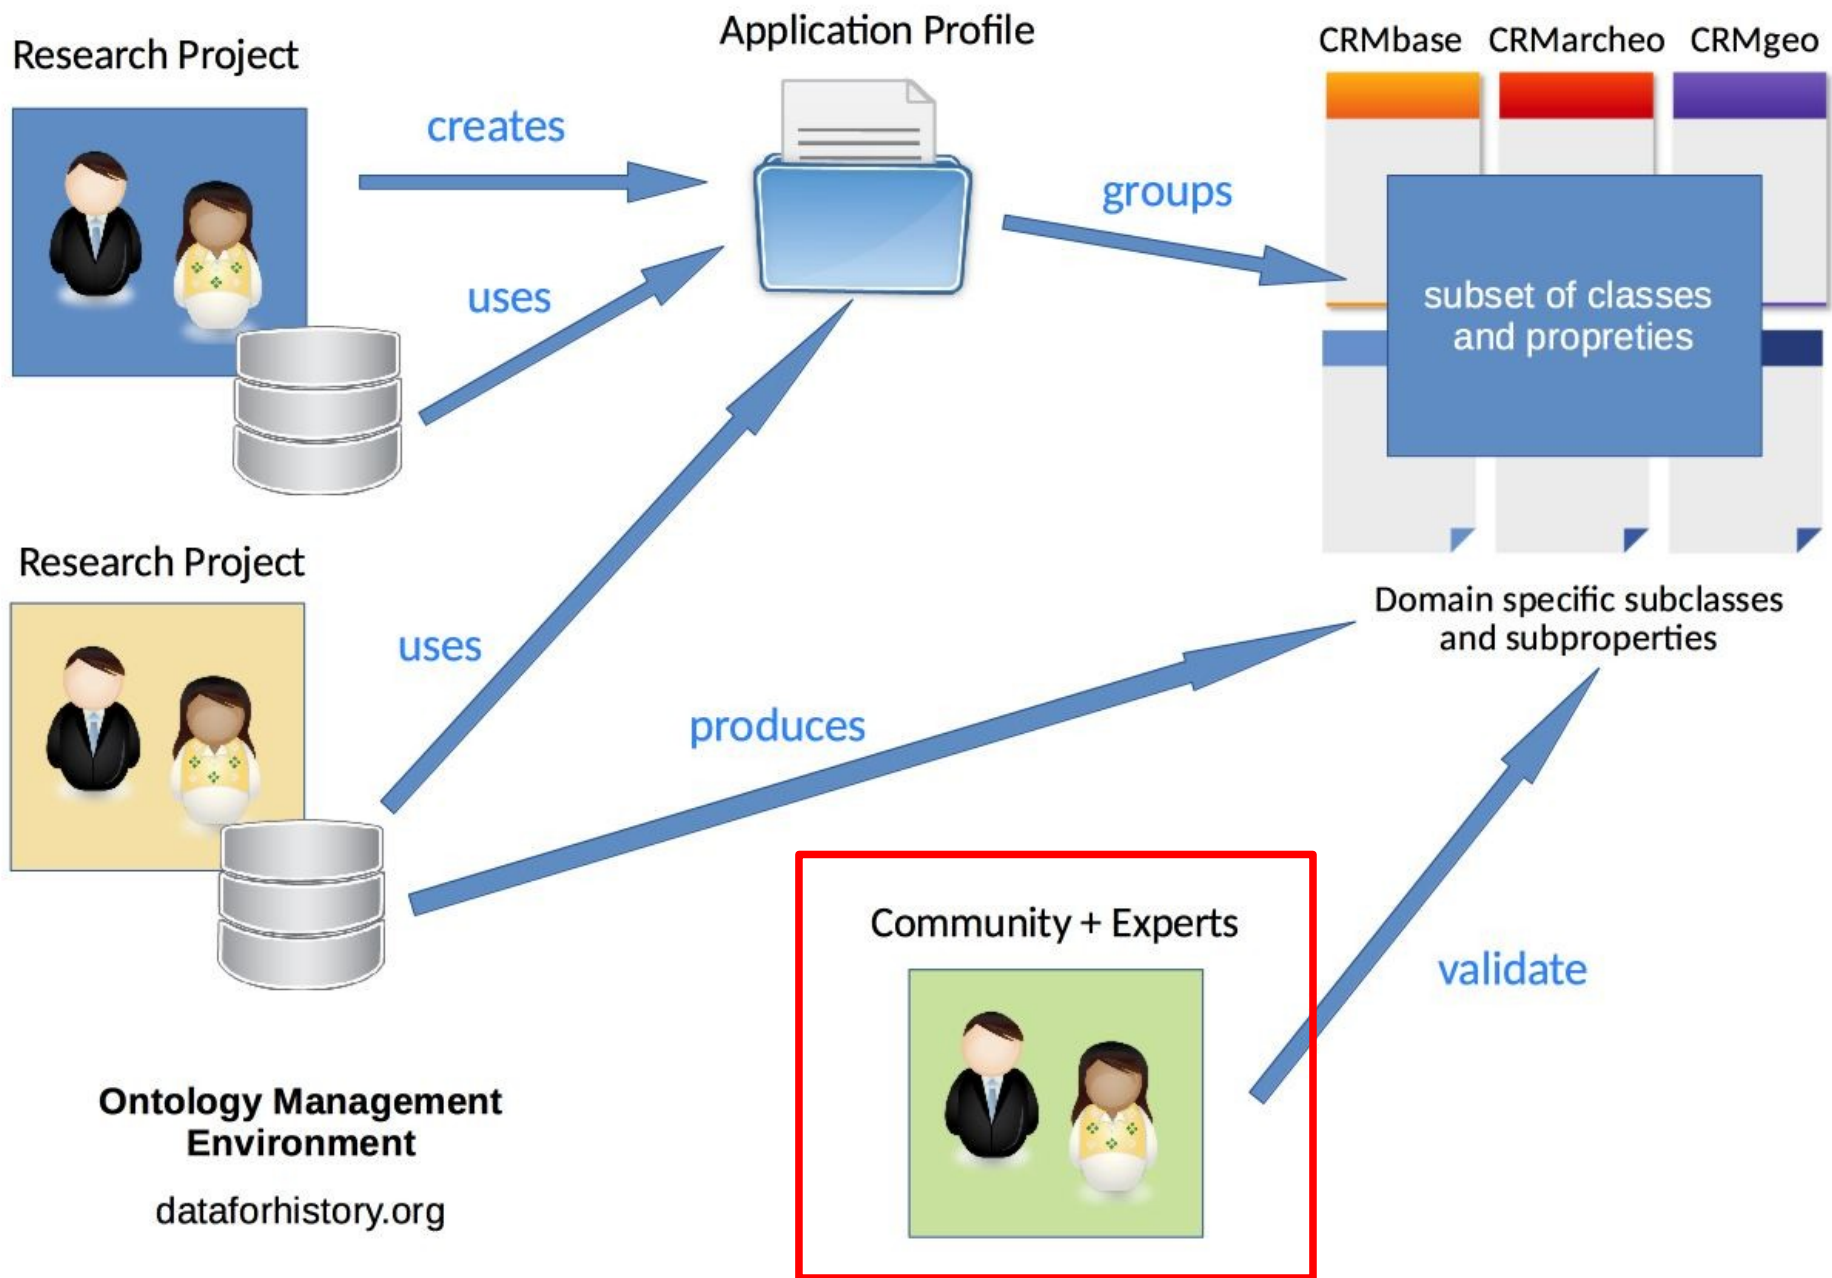 Research Project
Application Profile
CRMbase CRMarcheo CRMgeo
creates
groups
uses
subset of classes
and propreties
Research Project
Domain specific subclasses
and subproperties
uses
produces
Community + Experts
validate
Ontology Management
Environment
dataforhistory.org